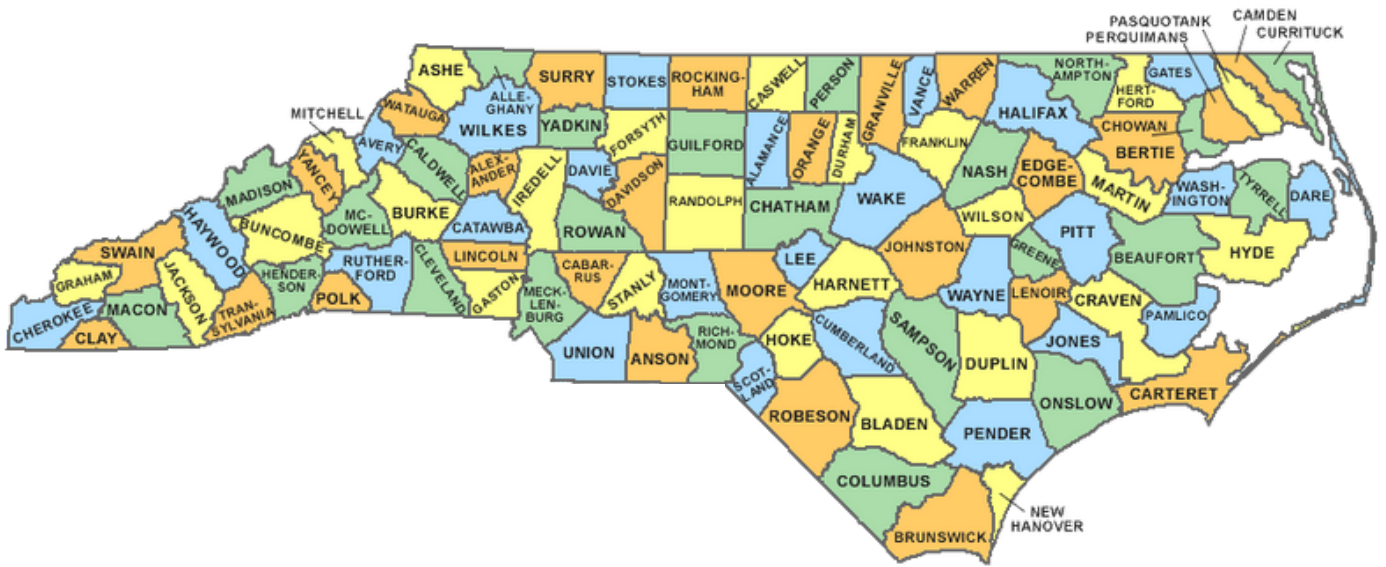 PASQUOTANK
PERQUIMANS
CAMDEN
CURRITUCK
ASHE
ALLE-
GHANY
SURRY
STOKES
ROCKING-
HAM
CASWELL
PERSON
GRANVILLE
VANCE
WARREN
NORTH-
AMPTON
HERT-
FORD
GATES
MITCHELL
WATAUGA
WILKES
YADKIN
FORSYTH
GUILFORD
ALAMANCE
ORANGE
DURHAM
FRANKLIN
HALIFAX
CHOWAN
BERTIE
AVERY
CALDWELL
ALEX-
ANDER
IREDELL
DAVIE
DAVIDSON
RANDOLPH
CHATHAM
WAKE
NASH
EDGE-
COMBE
MARTIN
WASH-
INGTON
TYRRELL
DARE
MADISON
YANCEY
MC-
DOWELL
BURKE
CATAWBA
ROWAN
JOHNSTON
WILSON
GREENE
PITT
BEAUFORT
HYDE
HAYWOOD
BUNCOMBE
SWAIN
GRAHAM
JACKSON
HENDER-
SON
RUTHER-
FORD
CLEVELAND
LINCOLN
GASTON
MECK-
LEN-
BURG
CABAR-
RUS
STANLY
MONT-
GOMERY
MOORE
LEE
HARNETT
WAYNE
LENOIR
CRAVEN
PAMLICO
CHEROKEE
MACON
CLAY
TRAN-
SYLVANIA
POLK
UNION
ANSON
RICH-
MOND
SCOT-
LAND
HOKE
CUMBERLAND
SAMPSON
DUPLIN
JONES
ONSLOW
CARTERET
ROBESON
BLADEN
PENDER
COLUMBUS
BRUNSWICK
NEW
HANOVER